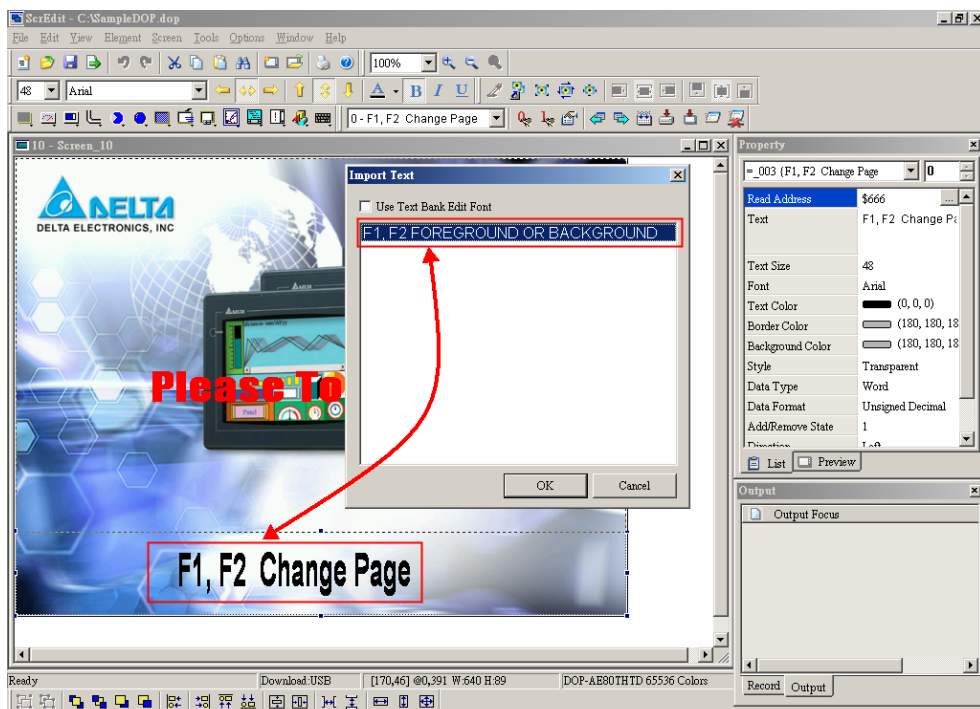 ScrEdit - C:\SampleDOP.dop
File Edit View Element Screen Tools Options Window Help
100%
48 Arial B I U
0 - F1, F2 Change Page
10 - Screen_10
DELTA
DELTA ELECTRONICS, INC
Please To
F1, F2 Change Page
Import Text
Use Text Bank Edit Font
F1, F2 FOREGROUND OR BACKGROUND
OK Cancel
Property
=_003 {F1, F2 Change Page 0
Read Address $666 ...
Text F1, F2 Change Pa
Text Size 48
Font Arial
Text Color (0, 0, 0)
Border Color (180, 180, 18
Background Color (180, 180, 18
Style Transparent
Data Type Word
Data Format Unsigned Decimal
Add/Remove State 1
Direction Left
List Preview
Output
Output Focus
Record Output
Ready Download:USB [170,46] @0,391 W:640 H:89 DOP-AE80THTD 65536 Colors